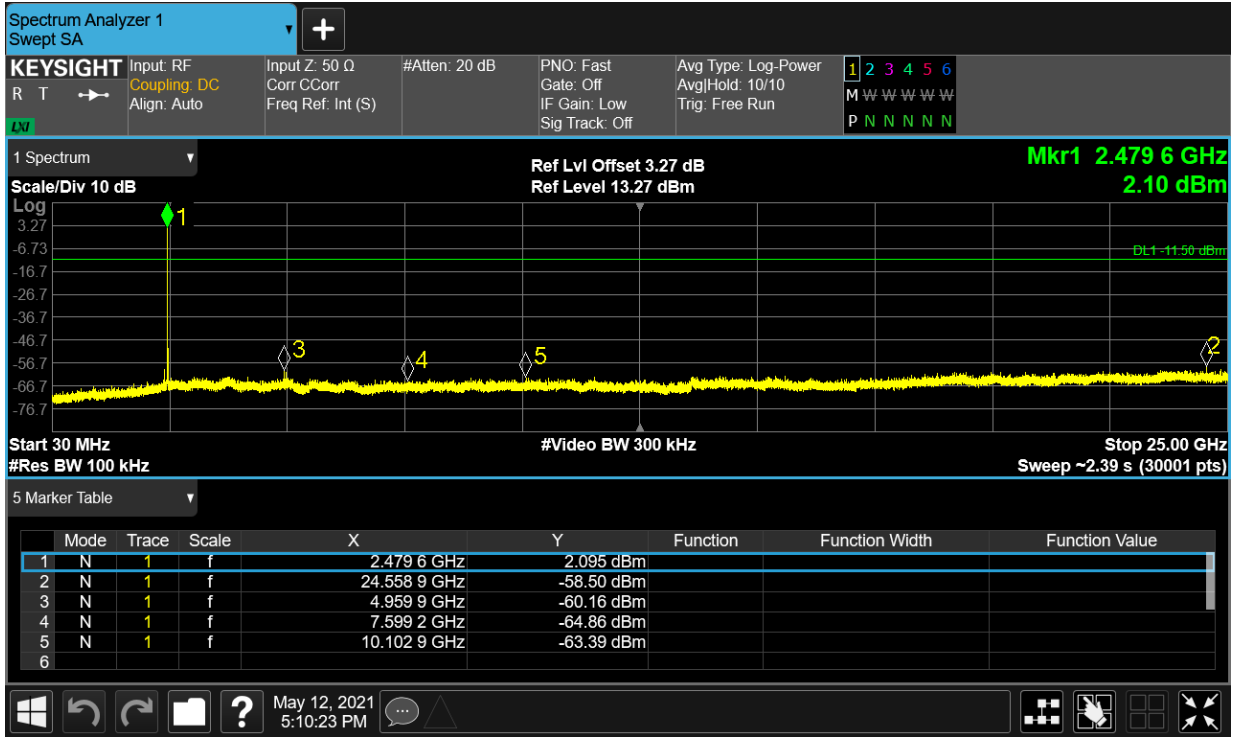 Spectrum Analyzer 1
Swept SA
KEYSIGHT
R T
LXI
Input: RF
Coupling: DC
Align: Auto
Input Z: 50 Ω
Corr CCorr
Freq Ref: Int (S)
#Atten: 20 dB
PNO: Fast
Gate: Off
IF Gain: Low
Sig Track: Off
Avg Type: Log-Power
Avg|Hold: 10/10
Trig: Free Run
1 2 3 4 5 6
M W W W W W
P N N N N N
1 Spectrum
Scale/Div 10 dB
Ref Lvl Offset 3.27 dB
Ref Level 13.27 dBm
Mkr1 2.479 6 GHz
2.10 dBm
Log
3.27
-6.73
-16.7
-26.7
-36.7
-46.7
-56.7
-66.7
-76.7
1
3
4
5
2
DL1 -11.50 dBm
Start 30 MHz
#Video BW 300 kHz
Stop 25.00 GHz
#Res BW 100 kHz
Sweep ~2.39 s (30001 pts)
5 Marker Table
Mode Trace Scale X Y Function Function Width Function Value
1 N 1 f 2.479 6 GHz 2.095 dBm
2 N 1 f 24.558 9 GHz -58.50 dBm
3 N 1 f 4.959 9 GHz -60.16 dBm
4 N 1 f 7.599 2 GHz -64.86 dBm
5 N 1 f 10.102 9 GHz -63.39 dBm
6
?
May 12, 2021
5:10:23 PM